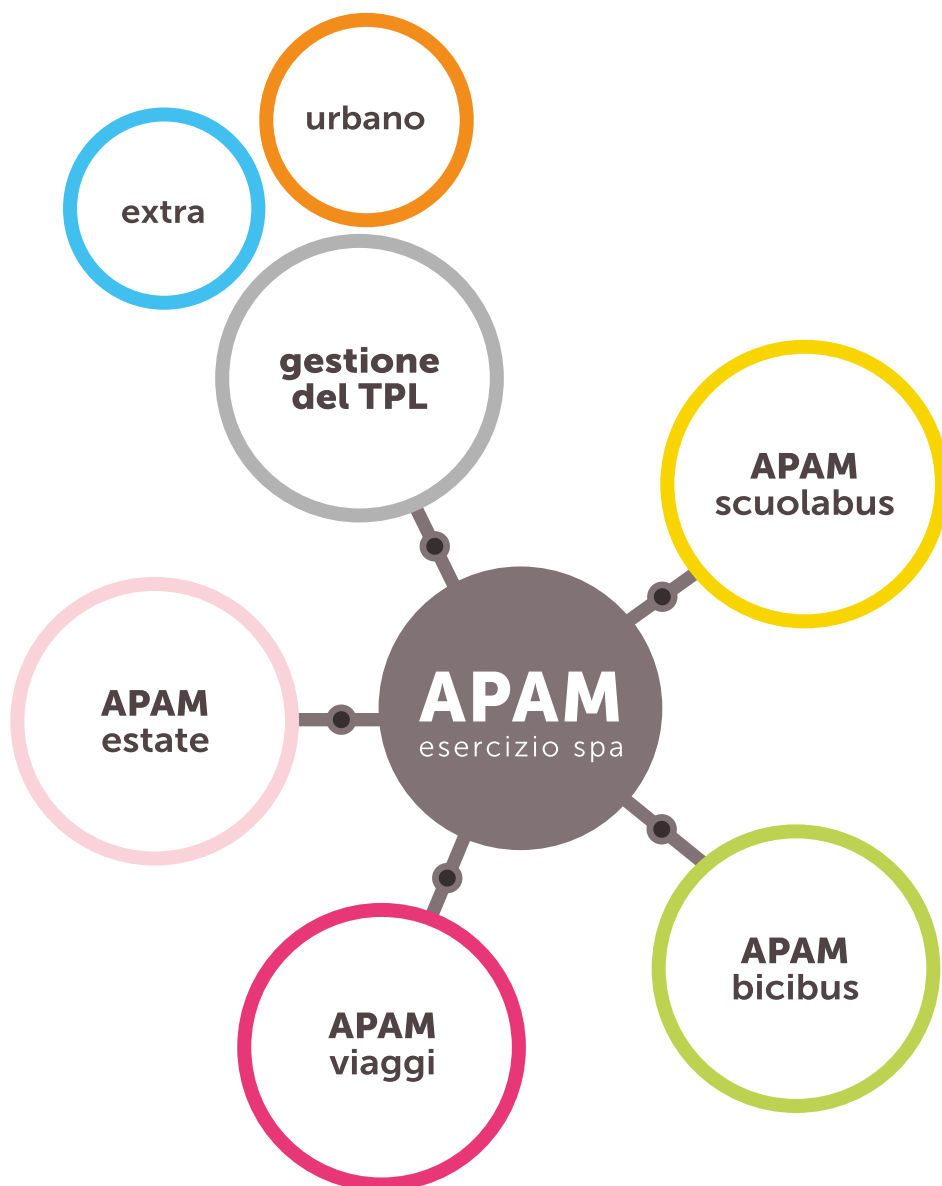 urbano
extra
gestione
del TPL
APAM
scuolabus
APAM
estate
APAM
esercizio spa
APAM
bicibus
APAM
viaggi